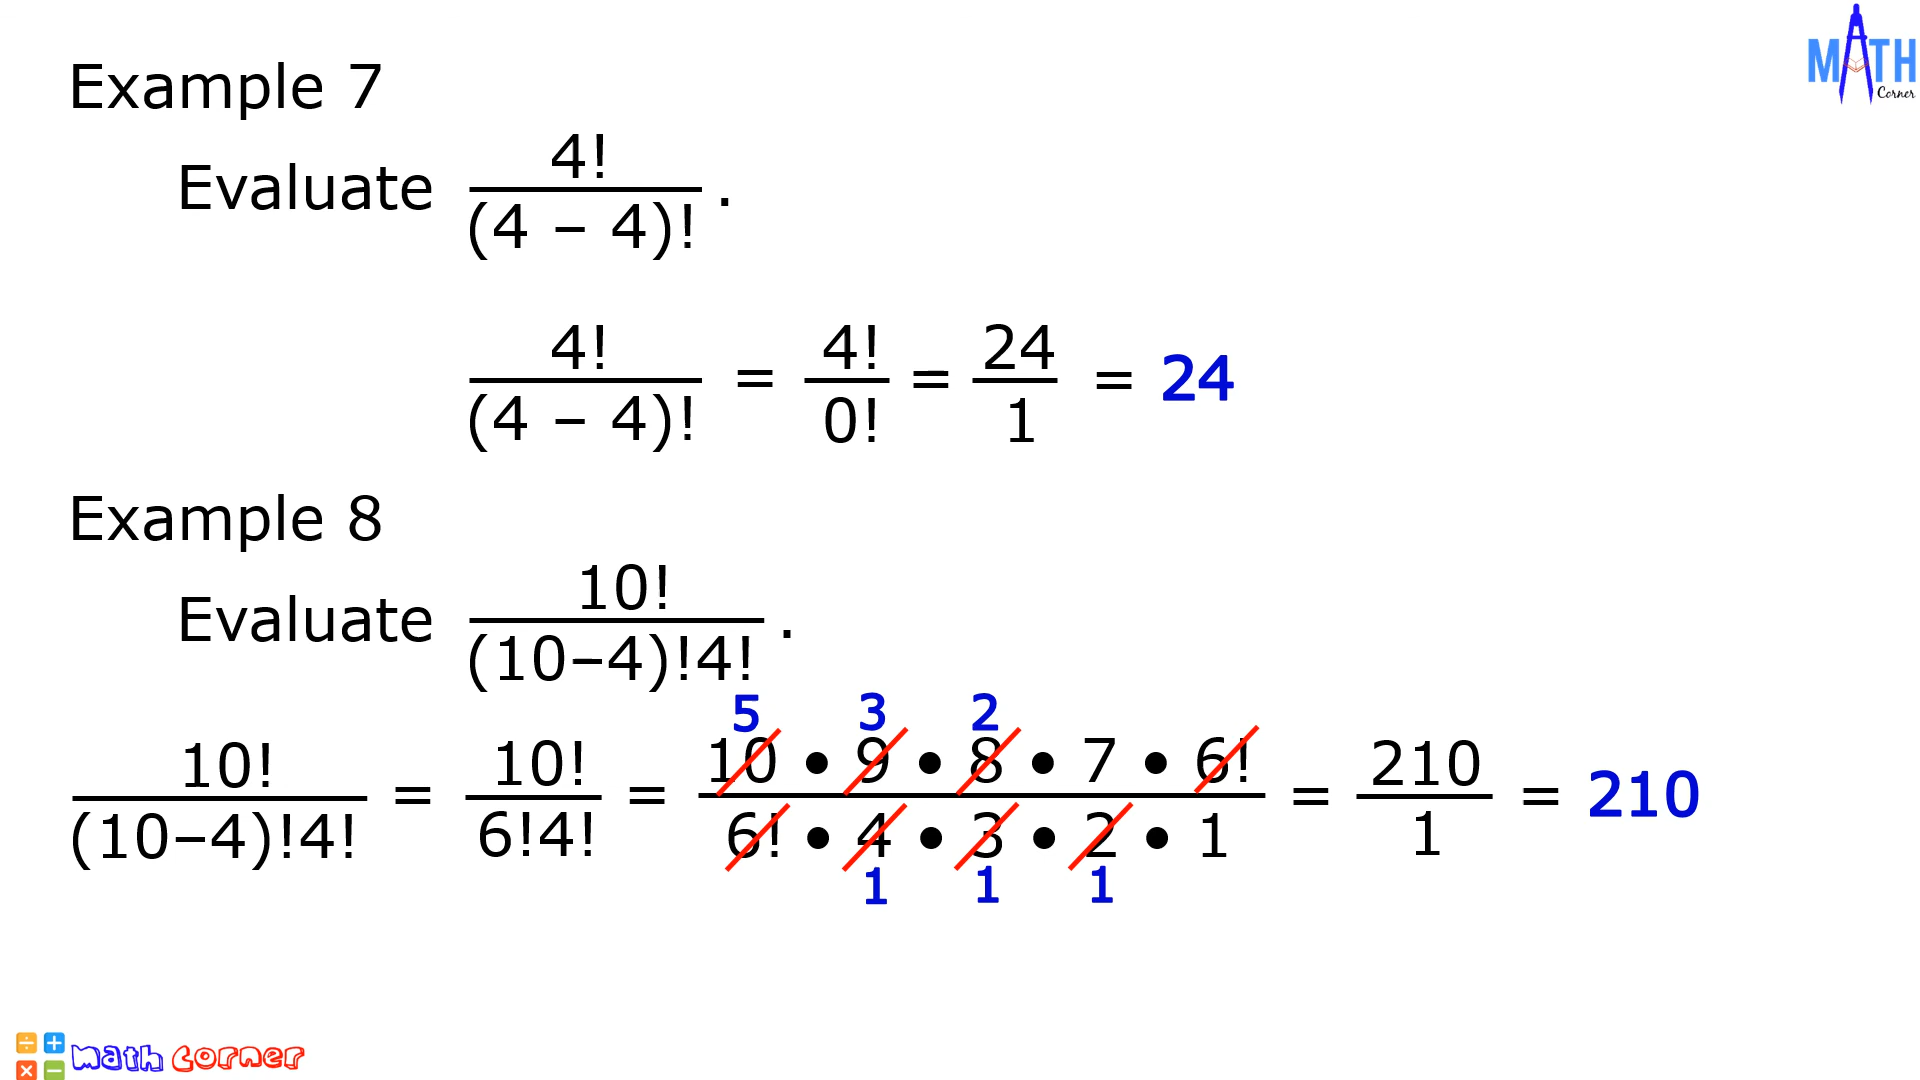 MATH
Corner
Example 7
Evaluate 4!/(4 – 4)! .
4!/(4 – 4)! = 4!/0! = 24/1 = 24
Example 8
Evaluate 10!/(10–4)!4! .
5 3 2
10!/(10–4)!4! = 10!/6!4! = 10 • 9 • 8 • 7 • 6!/6! • 4 • 3 • 2 • 1 = 210/1 = 210
1 1 1
÷ + × − math corner